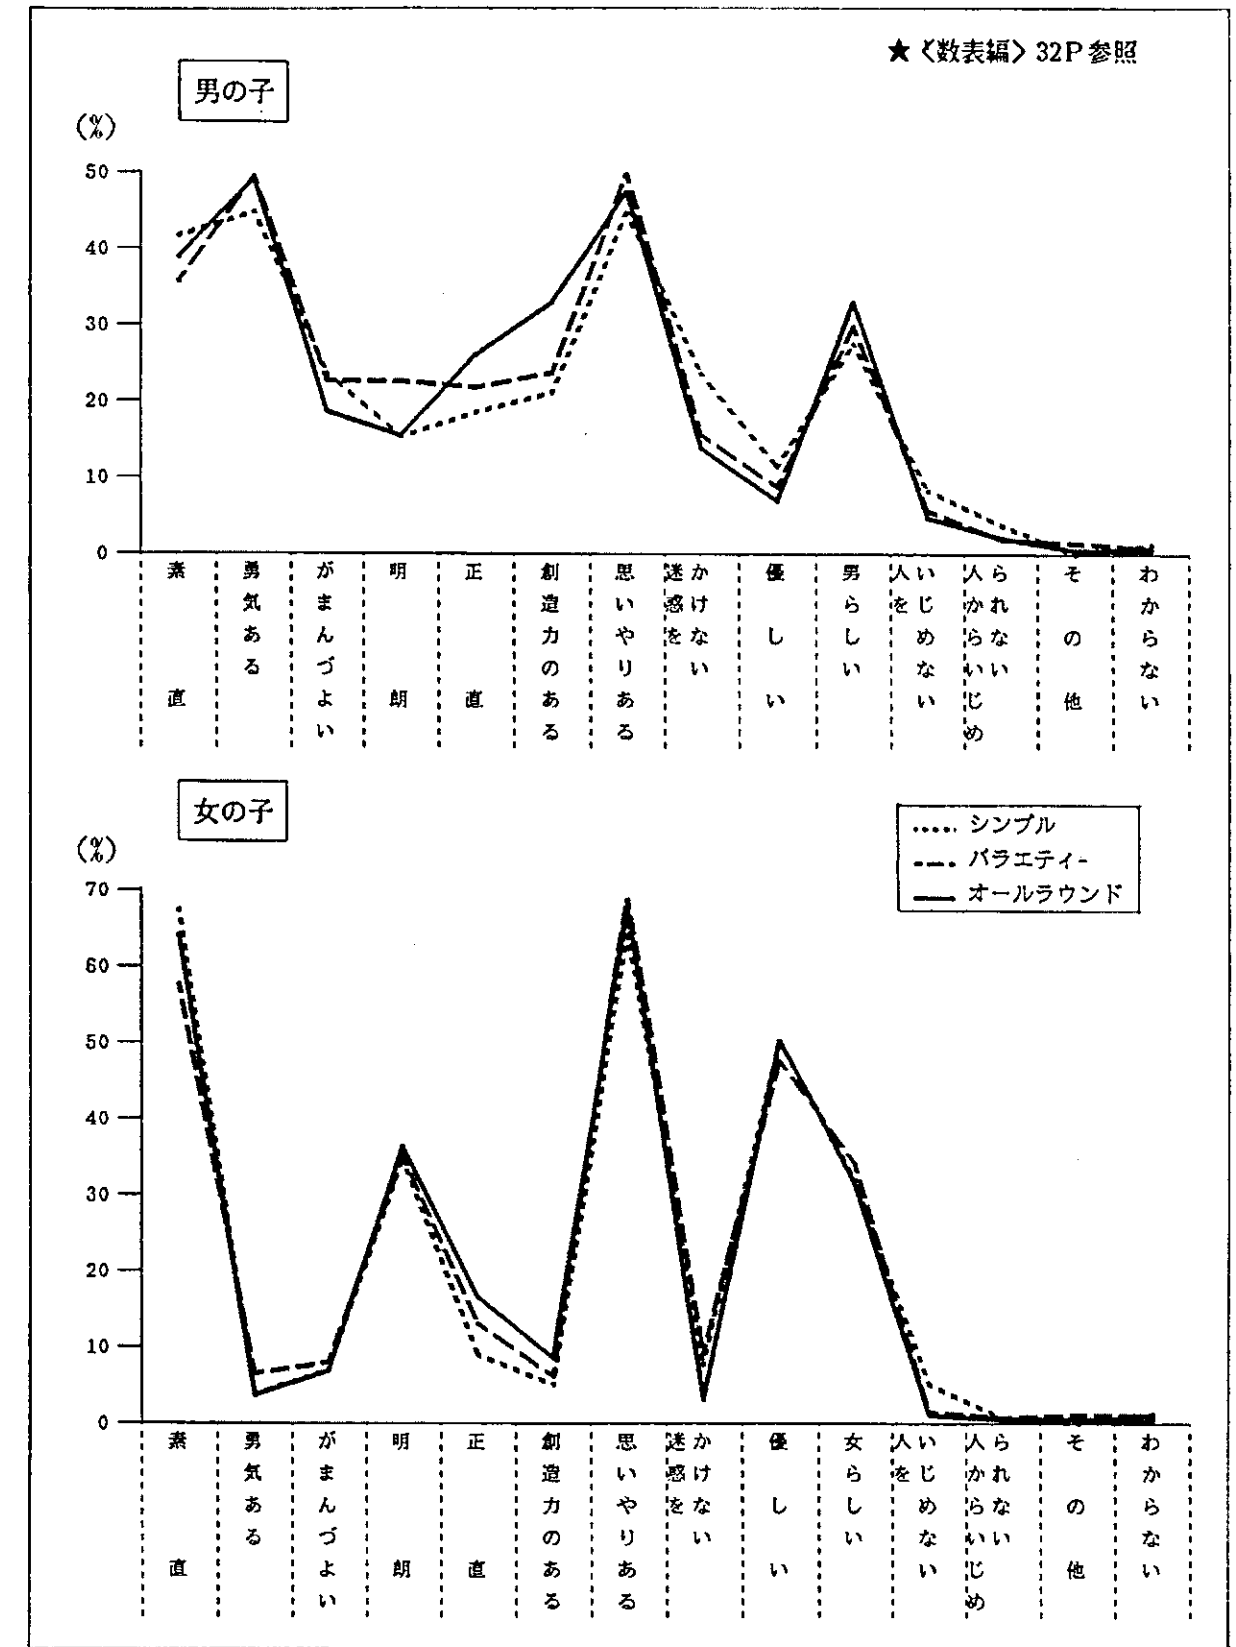 ★〈数表編〉32P参照
男の子
(%)
50
40
30
20
10
0
素直
勇気ある
がまんづよい
明朗
正直
創造力のある
思いやりある
迷惑を
かけない
優しい
男らしい
人を
いじめない
人からいじめ
られない
その他
わからない
女の子
(%)
シンプル
バラエティー
オールラウンド
70
60
50
40
30
20
10
0
素直
勇気ある
がまんづよい
明朗
正直
創造力のある
思いやりある
迷惑を
かけない
優しい
女らしい
人を
いじめない
人からいじめ
られない
その他
わからない